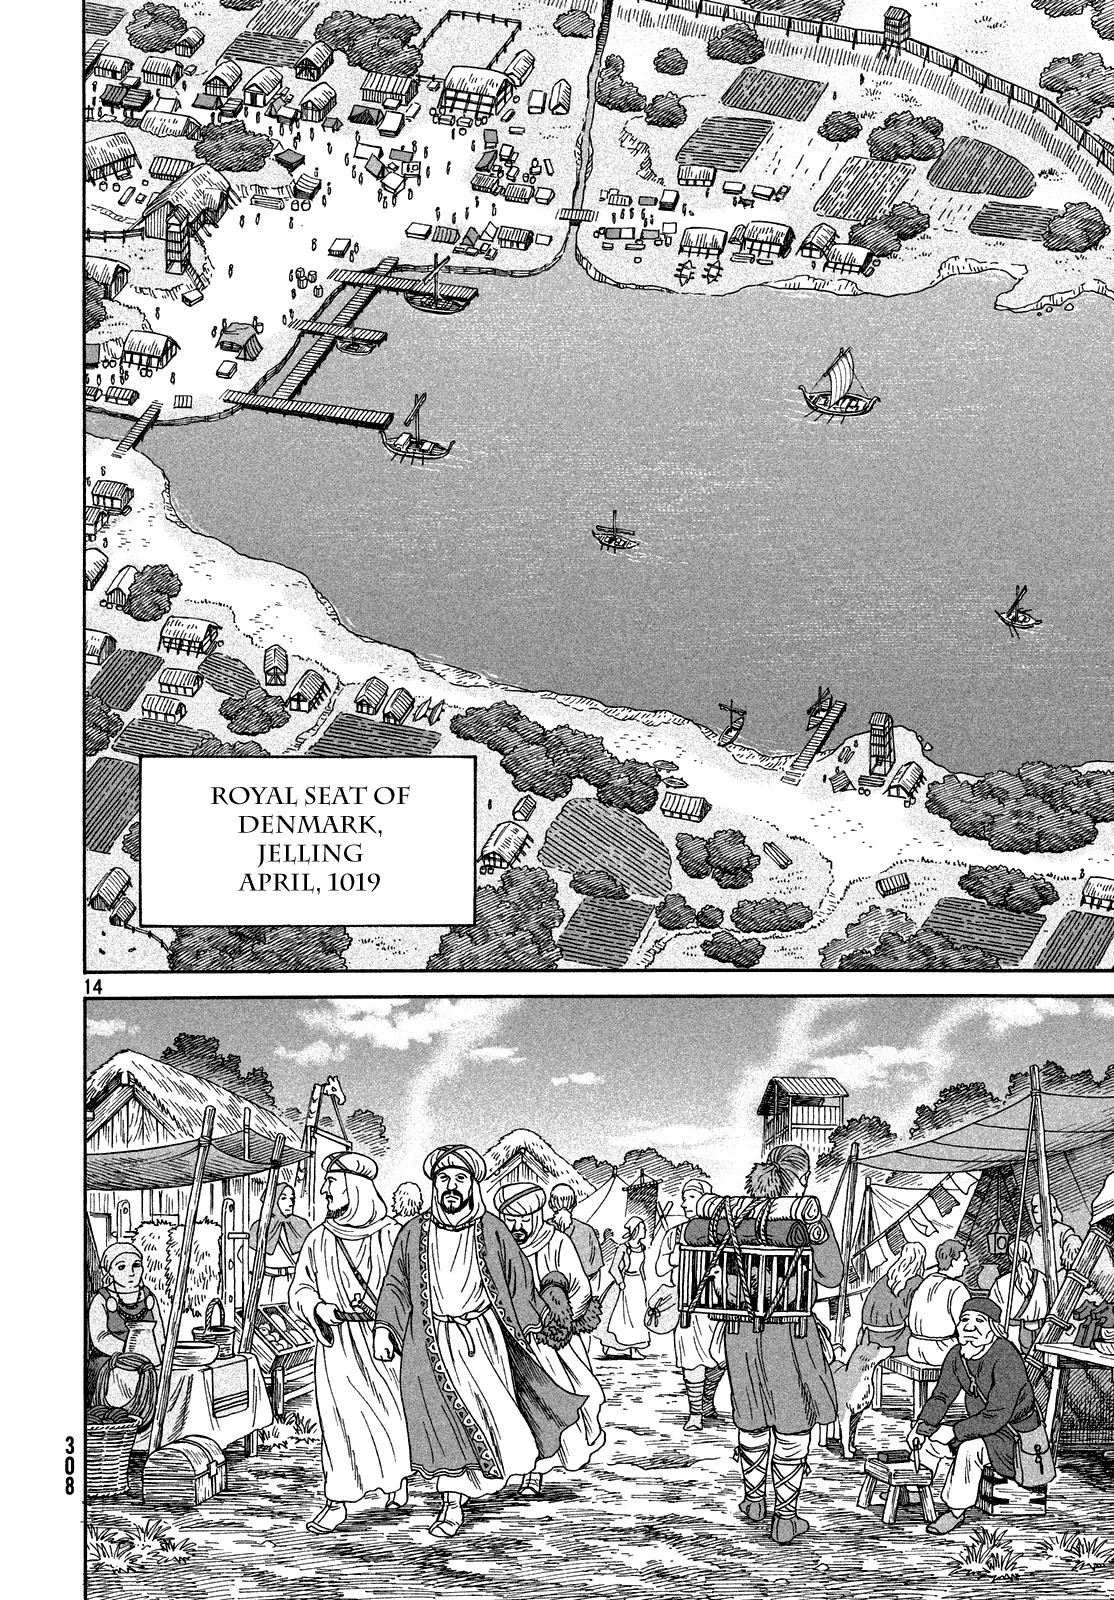 ROYAL SEAT OF
DENMARK,
JELLING
APRIL, 1019
14
308